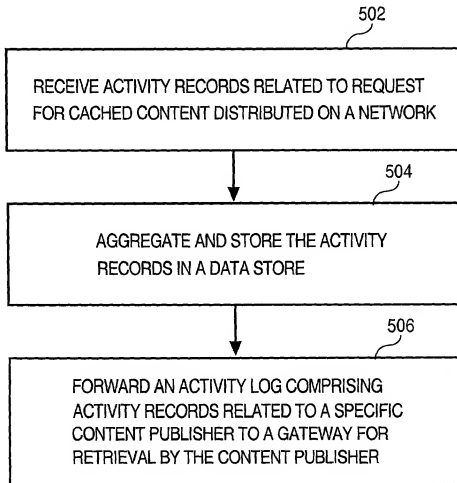 502
RECEIVE ACTIVITY RECORDS RELATED TO REQUEST
FOR CACHED CONTENT DISTRIBUTED ON A NETWORK
504
AGGREGATE AND STORE THE ACTIVITY
RECORDS IN A DATA STORE
506
FORWARD AN ACTIVITY LOG COMPRISING
ACTIVITY RECORDS RELATED TO A SPECIFIC
CONTENT PUBLISHER TO A GATEWAY FOR
RETRIEVAL BY THE CONTENT PUBLISHER